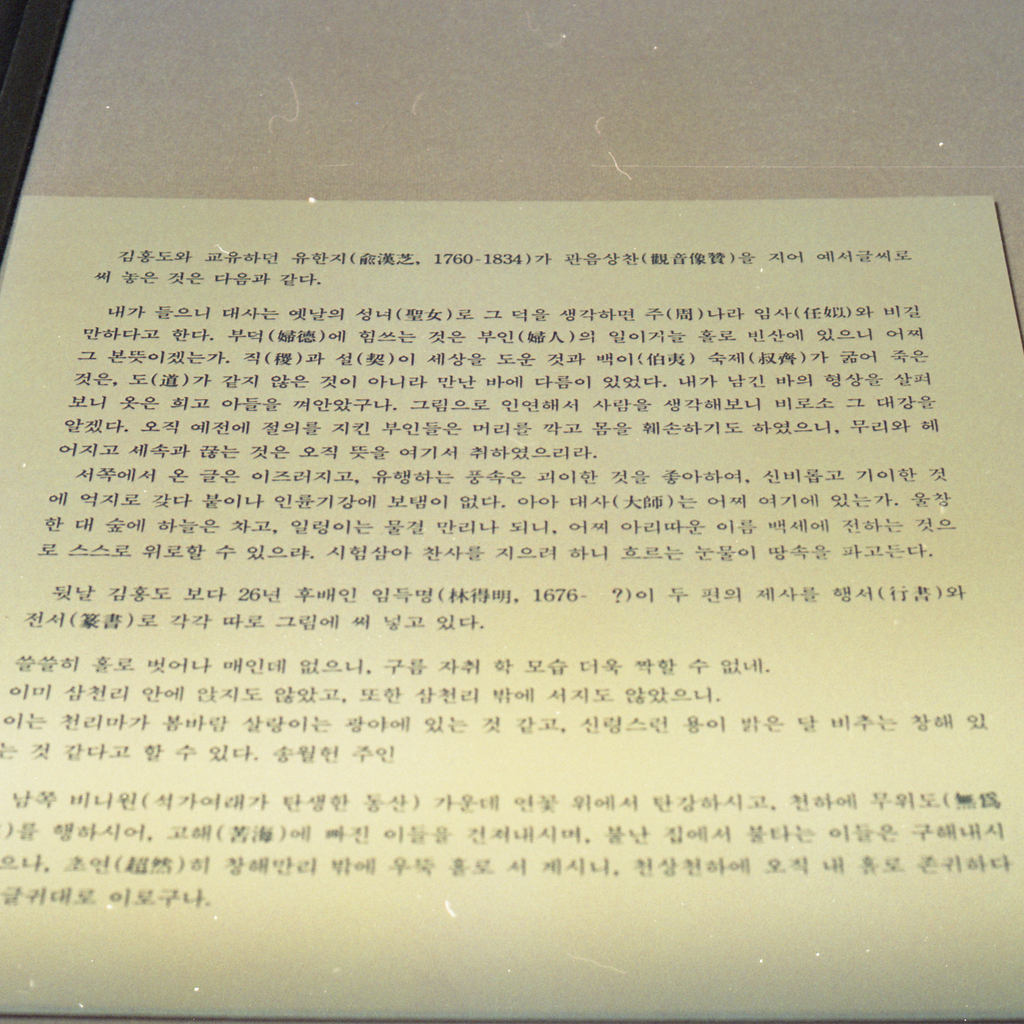 김홍도와 교유하던 유한지(兪漢芝, 1760-1834)가 관음상찬(觀音像贊)을 지어 예서글씨로
써 놓은 것은 다음과 같다.
내가 들으니 대사는 옛날의 성녀(聖女)로 그 덕을 생각하면 주(周)나라 임사(任姒)와 비길
만하다고 한다. 부덕(婦德)에 힘쓰는 것은 부인(婦人)의 일이거늘 홀로 빈산에 있으니 어찌
그 본뜻이겠는가. 직(稷)과 설(契)이 세상을 도운 것과 백이(伯夷) 숙제(叔齊)가 굶어 죽은
것은, 도(道)가 같지 않은 것이 아니라 만난 바에 다름이 있었다. 내가 남긴 바의 형상을 살펴
보니 옷은 희고 아들을 껴안았구나. 그림으로 인연해서 사람을 생각해보니 비로소 그 대강을
알겠다. 오직 예전에 절의를 지킨 부인들은 머리를 깍고 몸을 훼손하기도 하였으니, 무리와 헤
어지고 세속과 끊는 것은 오직 뜻을 여기서 취하였으리라.
서쪽에서 온 글은 이즈러지고, 유행하는 풍속은 괴이한 것을 좋아하여, 신비롭고 기이한 것
에 억지로 갖다 붙이나 인륜기강에 보탬이 없다. 아아 대사(大師)는 어찌 여기에 있는가. 울창
한 대 숲에 하늘은 차고, 일렁이는 물결 만리나 되니, 어찌 아리따운 이름 백세에 전하는 것으
로 스스로 위로할 수 있으랴. 시험삼아 찬사를 지으려 하니 흐르는 눈물이 땅속을 파고든다.
뒷날 김홍도 보다 26년 후배인 임득명(林得明, 1676- ?)이 두 편의 제사를 행서(行書)와
전서(篆書)로 각각 따로 그림에 써 넣고 있다.
쓸쓸히 홀로 벗어나 매인데 없으니, 구름 자취 학 모습 더욱 짝할 수 없네.
이미 삼천리 안에 앉지도 않았고, 또한 삼천리 밖에 서지도 않았으니.
이는 천리마가 봄바람 살랑이는 광야에 있는 것 같고, 신령스런 용이 밝은 달 비추는 창해 있
는 것 같다고 할 수 있다. 송월헌 주인
남쪽 비니원(석가여래가 탄생한 동산) 가운데 연꽃 위에서 탄강하시고, 천하에 무위도(無爲
)를 행하시어, 고해(苦海)에 빠진 이들을 건져내시며, 불난 집에서 불타는 이들은 구해내시
으나, 초연(超然)히 창해만리 밖에 우뚝 홀로 서 계시니, 천상천하에 오직 내 홀로 존귀하다
글귀대로 이로구나.